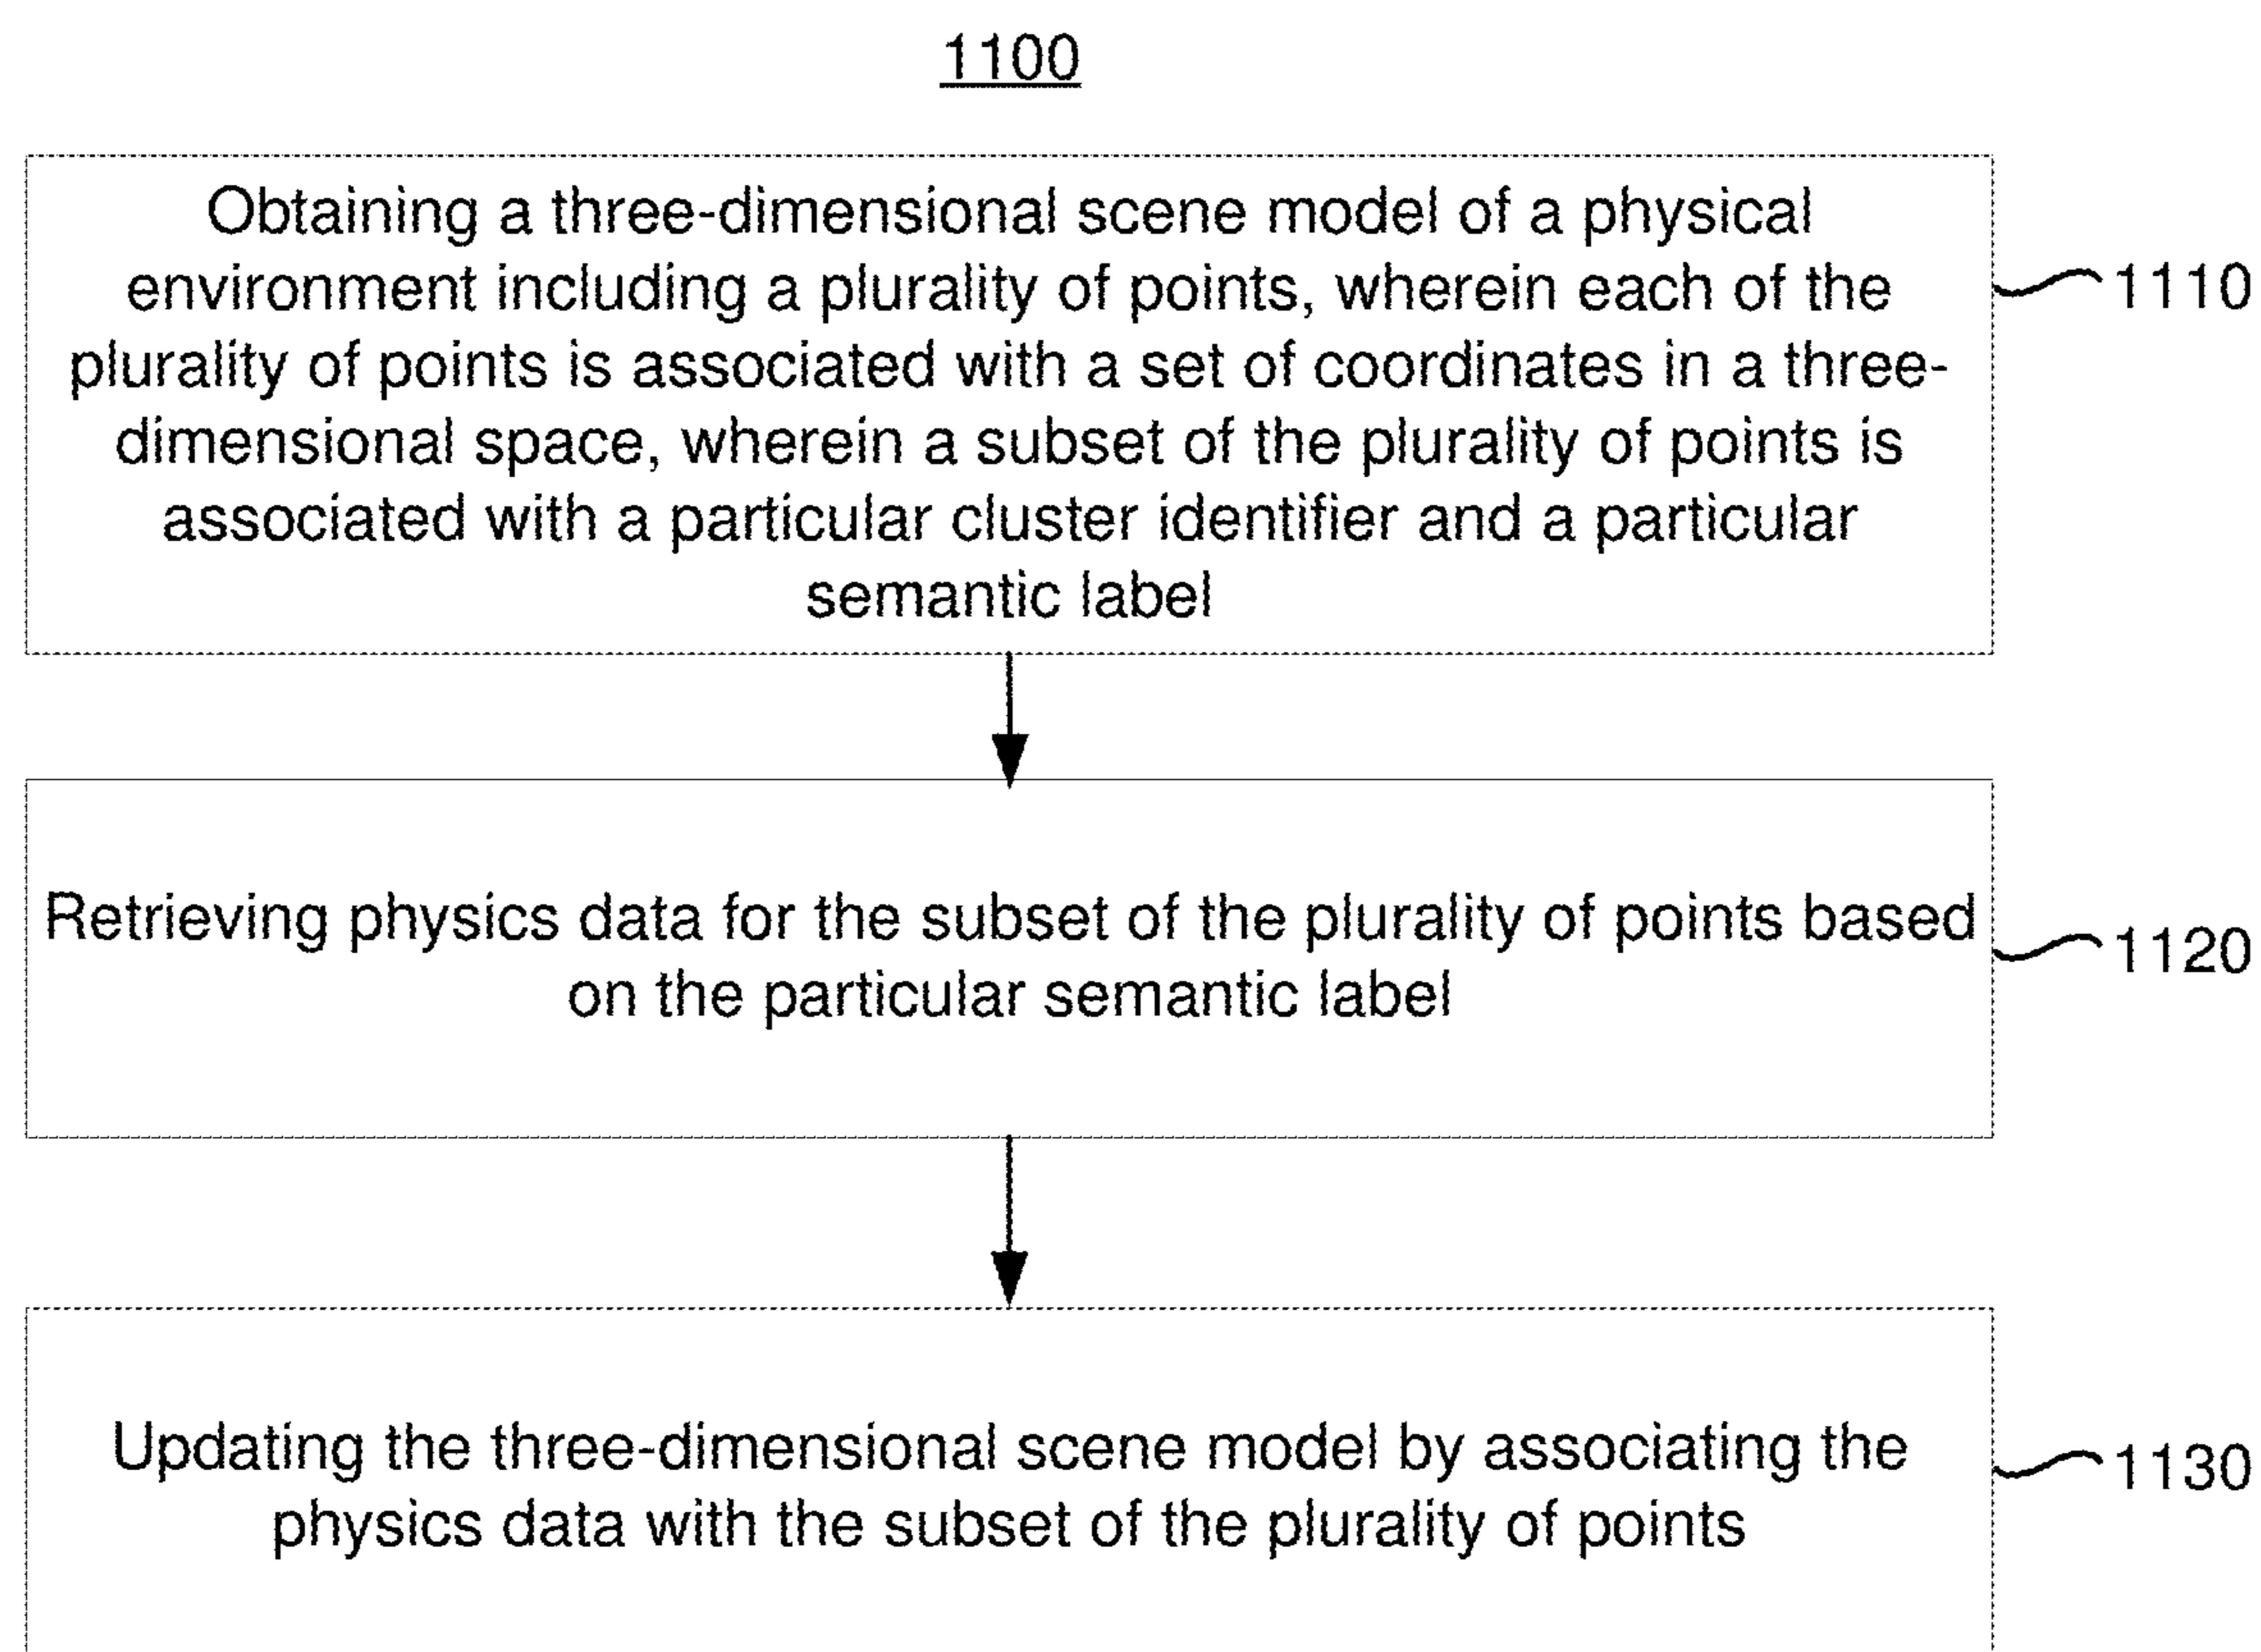 1100
Obtaining a three-dimensional scene model of a physical
environment including a plurality of points, wherein each of the
plurality of points is associated with a set of coordinates in a three-
dimensional space, wherein a subset of the plurality of points is
associated with a particular cluster identifier and a particular
semantic label
1110
Retrieving physics data for the subset of the plurality of points based
on the particular semantic label
1120
Updating the three-dimensional scene model by associating the
physics data with the subset of the plurality of points
1130